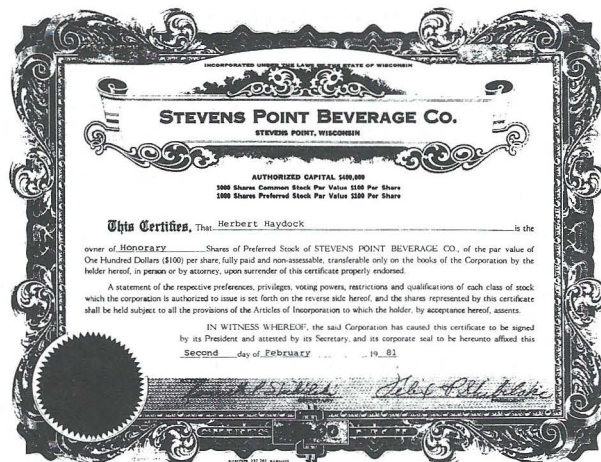 INCORPORATED UNDER THE LAWS OF THE STATE OF WISCONSIN
STEVENS POINT BEVERAGE CO.
STEVENS POINT, WISCONSIN
AUTHORIZED CAPITAL $400,000
3000 Shares Common Stock Par Value $100 Per Share
1000 Shares Preferred Stock Par Value $100 Per Share
This Certifies, That Herbert Haydock is the
owner of Honorary Shares of Preferred Stock of STEVENS POINT BEVERAGE CO., of the par value of
One Hundred Dollars ($100) per share, fully paid and non-assessable, transferable only on the books of the Corporation by the
holder hereof, in person or by attorney, upon surrender of this certificate properly endorsed.
A statement of the respective preferences, privileges, voting powers, restrictions and qualifications of each class of stock
which the corporation is authorized to issue is set forth on the reverse side hereof, and the shares represented by this certificate
shall be held subject to all the provisions of the Articles of Incorporation to which the holder, by acceptance hereof, assents.
IN WITNESS WHEREOF, the said Corporation has caused this certificate to be signed
by its President and attested by its Secretary, and its corporate seal to be hereunto affixed this
Second day of February 19 81